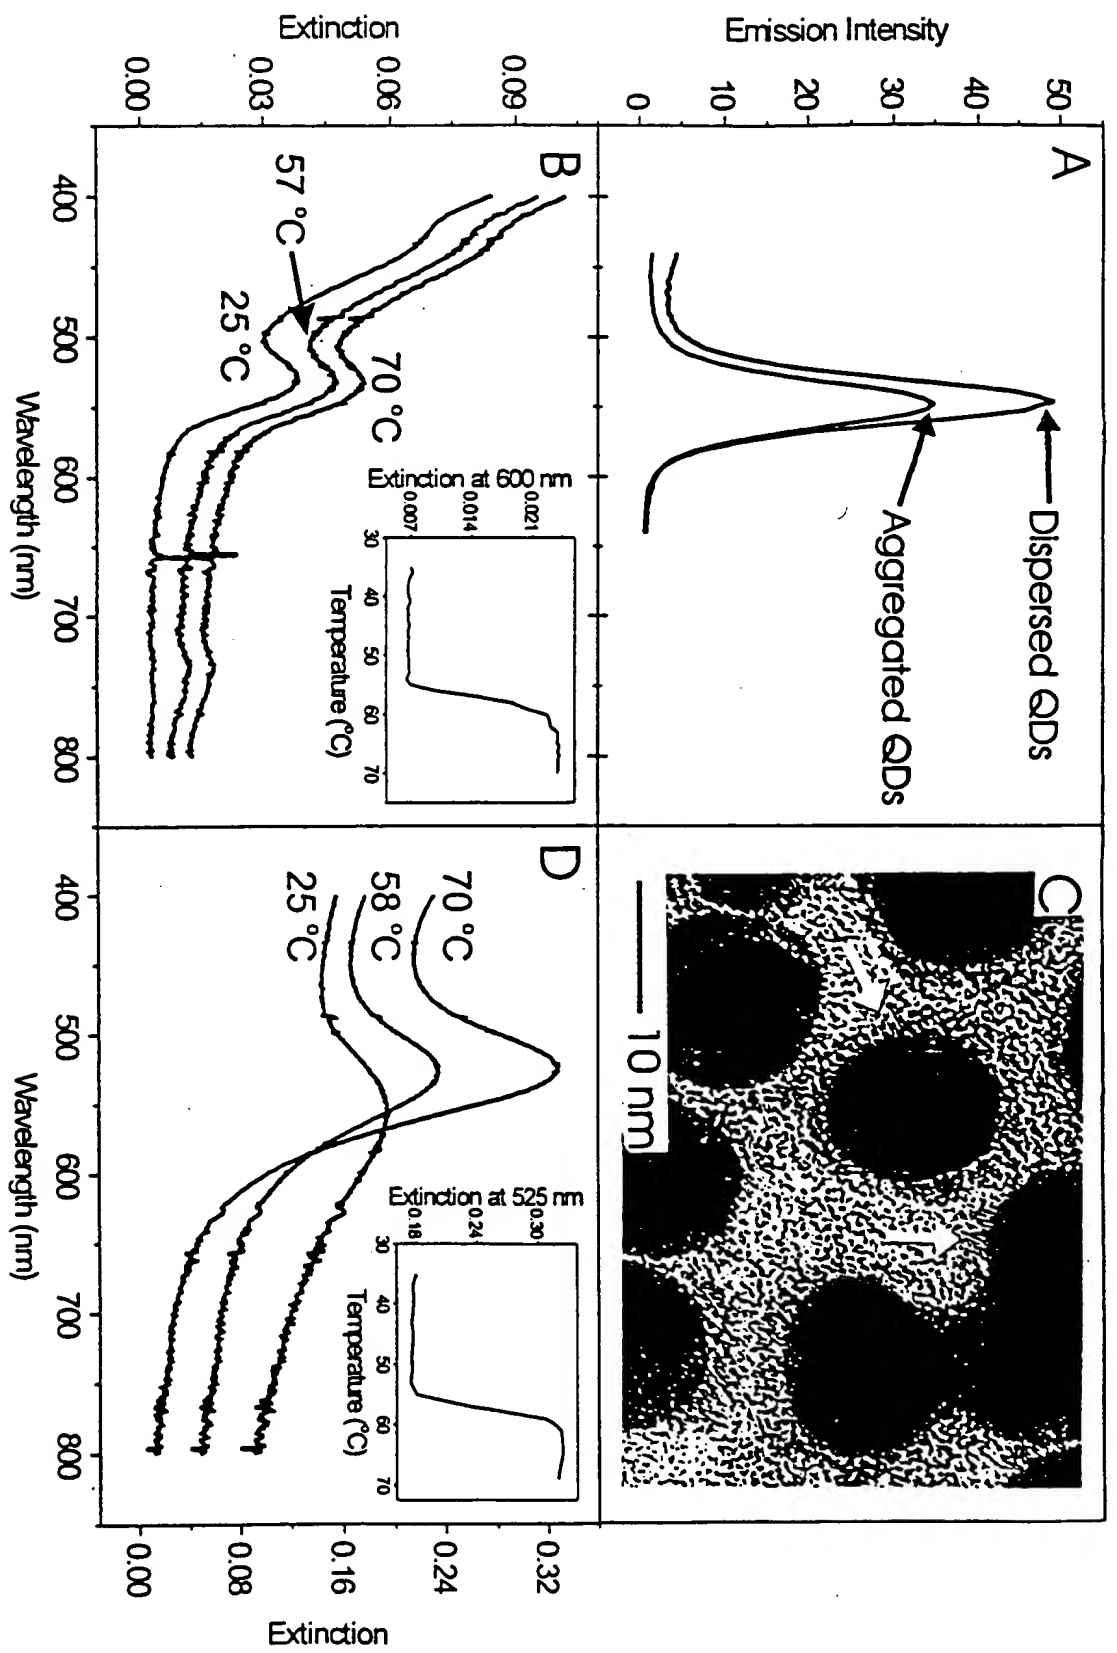 A
Emission Intensity
50
40
30
20
10
0
Dispersed QDs
Aggregated QDs
B
Extinction
0.09
0.06
0.03
0.00
57 °C
25 °C
70 °C
400
500
600
700
800
Wavelength (nm)
Extinction at 600 nm
0.021
0.014
0.007
30
40
50
60
70
Temperature (°C)
C
10 nm
D
70 °C
58 °C
25 °C
400
500
600
700
800
Wavelength (nm)
Extinction
0.32
0.24
0.16
0.08
0.00
Extinction at 525 nm
0.30
0.24
0.18
30
40
50
60
70
Temperature (°C)